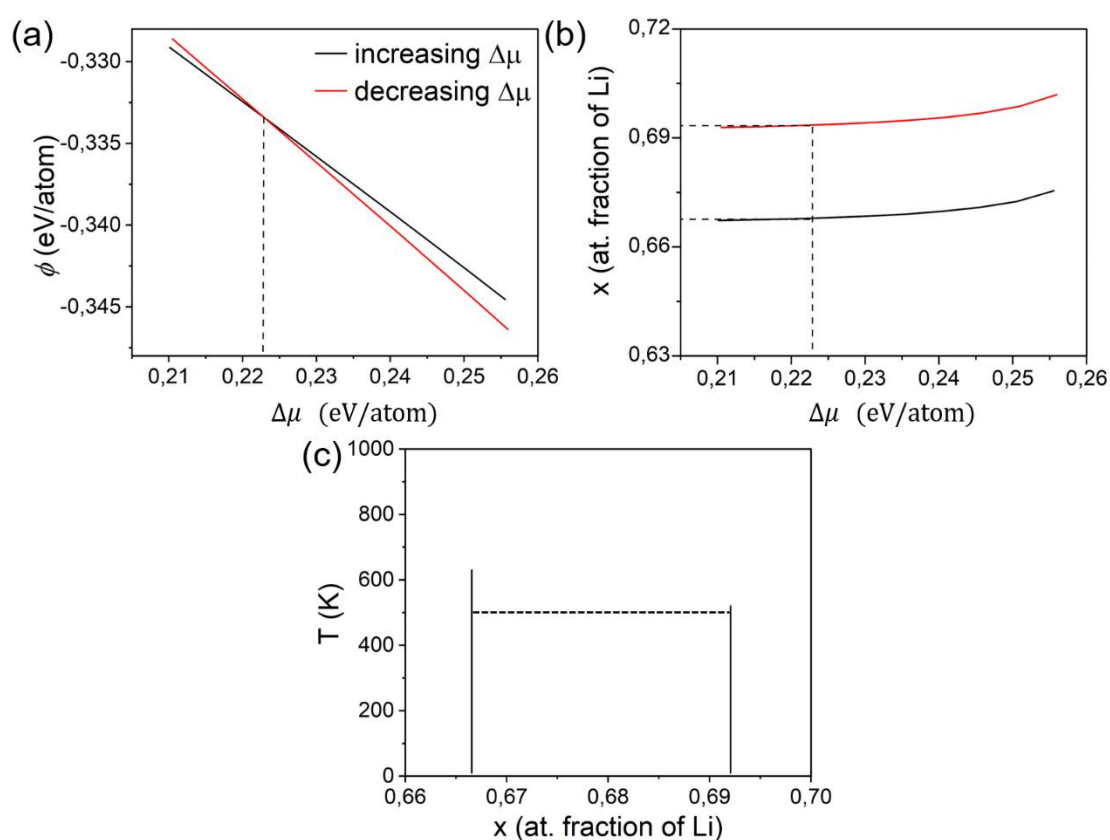 (a)
-0,330
-0,335
-0,340
-0,345
ϕ (eV/atom)
increasing Δμ
decreasing Δμ
0,21 0,22 0,23 0,24 0,25 0,26
Δμ (eV/atom)
(b)
0,72
0,69
0,66
0,63
x (at. fraction of Li)
0,21 0,22 0,23 0,24 0,25 0,26
Δμ (eV/atom)
(c)
1000
800
600
400
200
0
T (K)
0,66 0,67 0,68 0,69 0,70
x (at. fraction of Li)